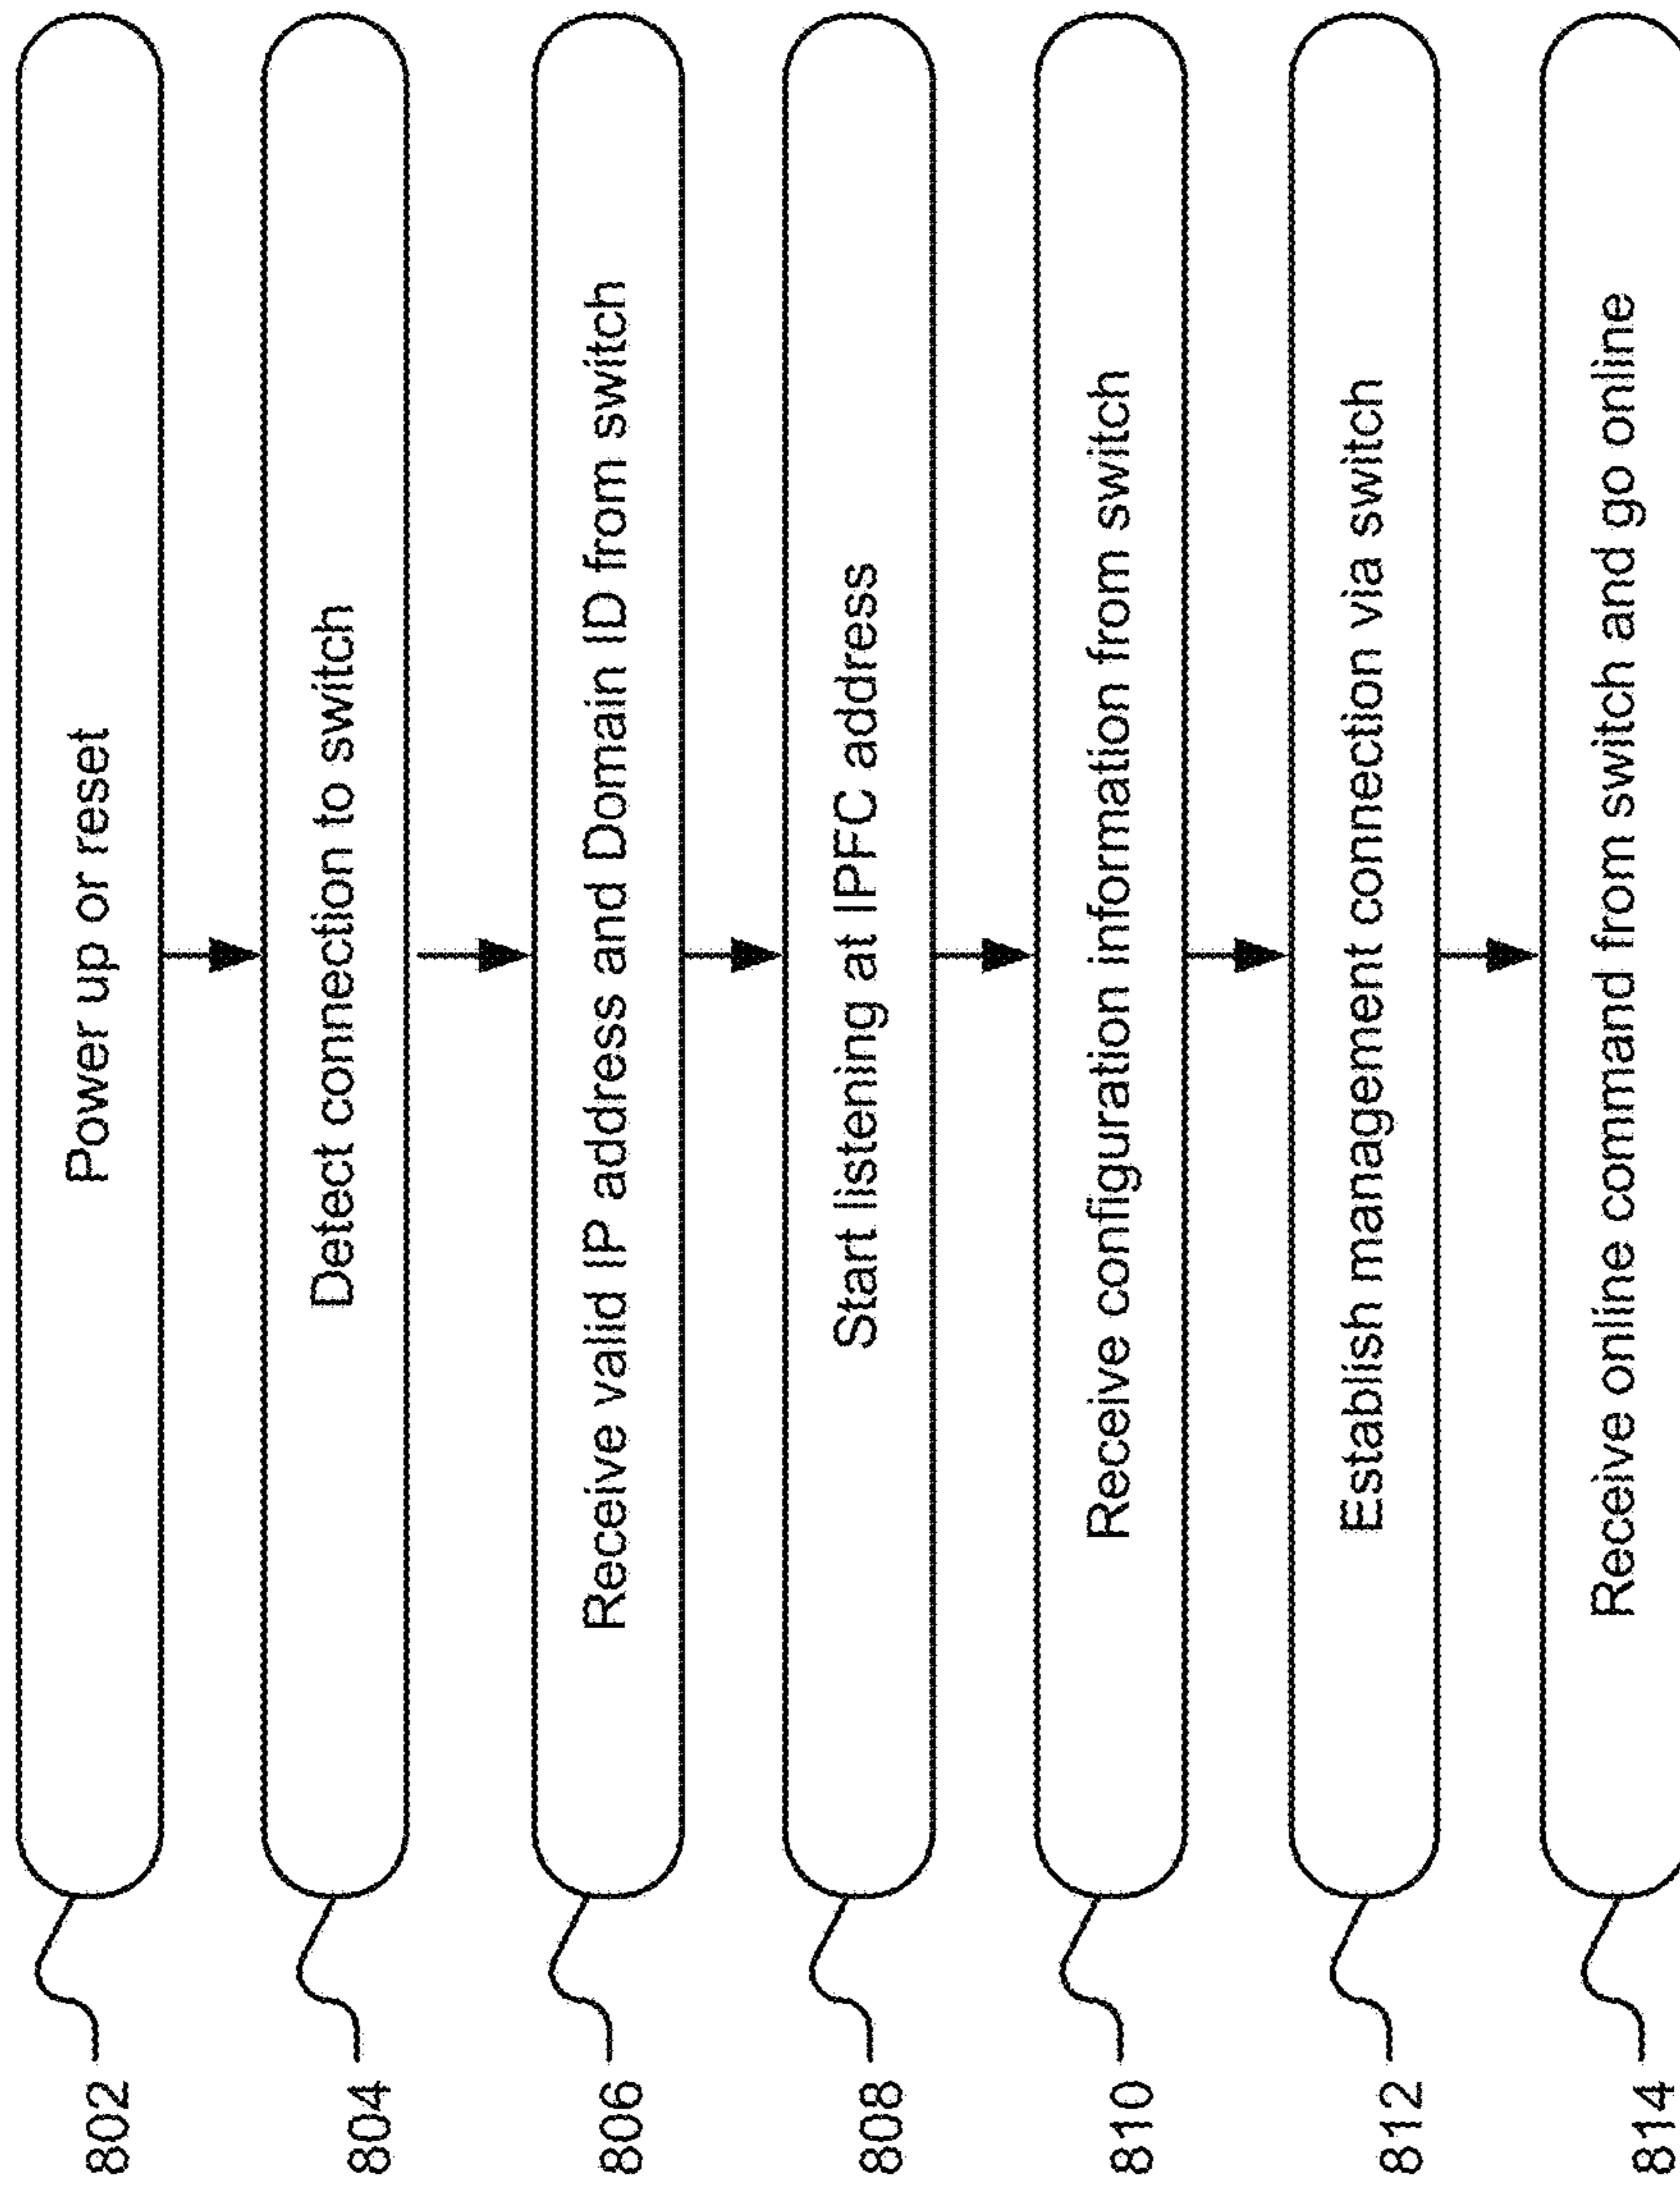 802
Power up or reset
804
Detect connection to switch
806
Receive valid IP address and Domain ID from switch
808
Start listening at IPFC address
810
Receive configuration information from switch
812
Establish management connection via switch
814
Receive online command from switch and go online